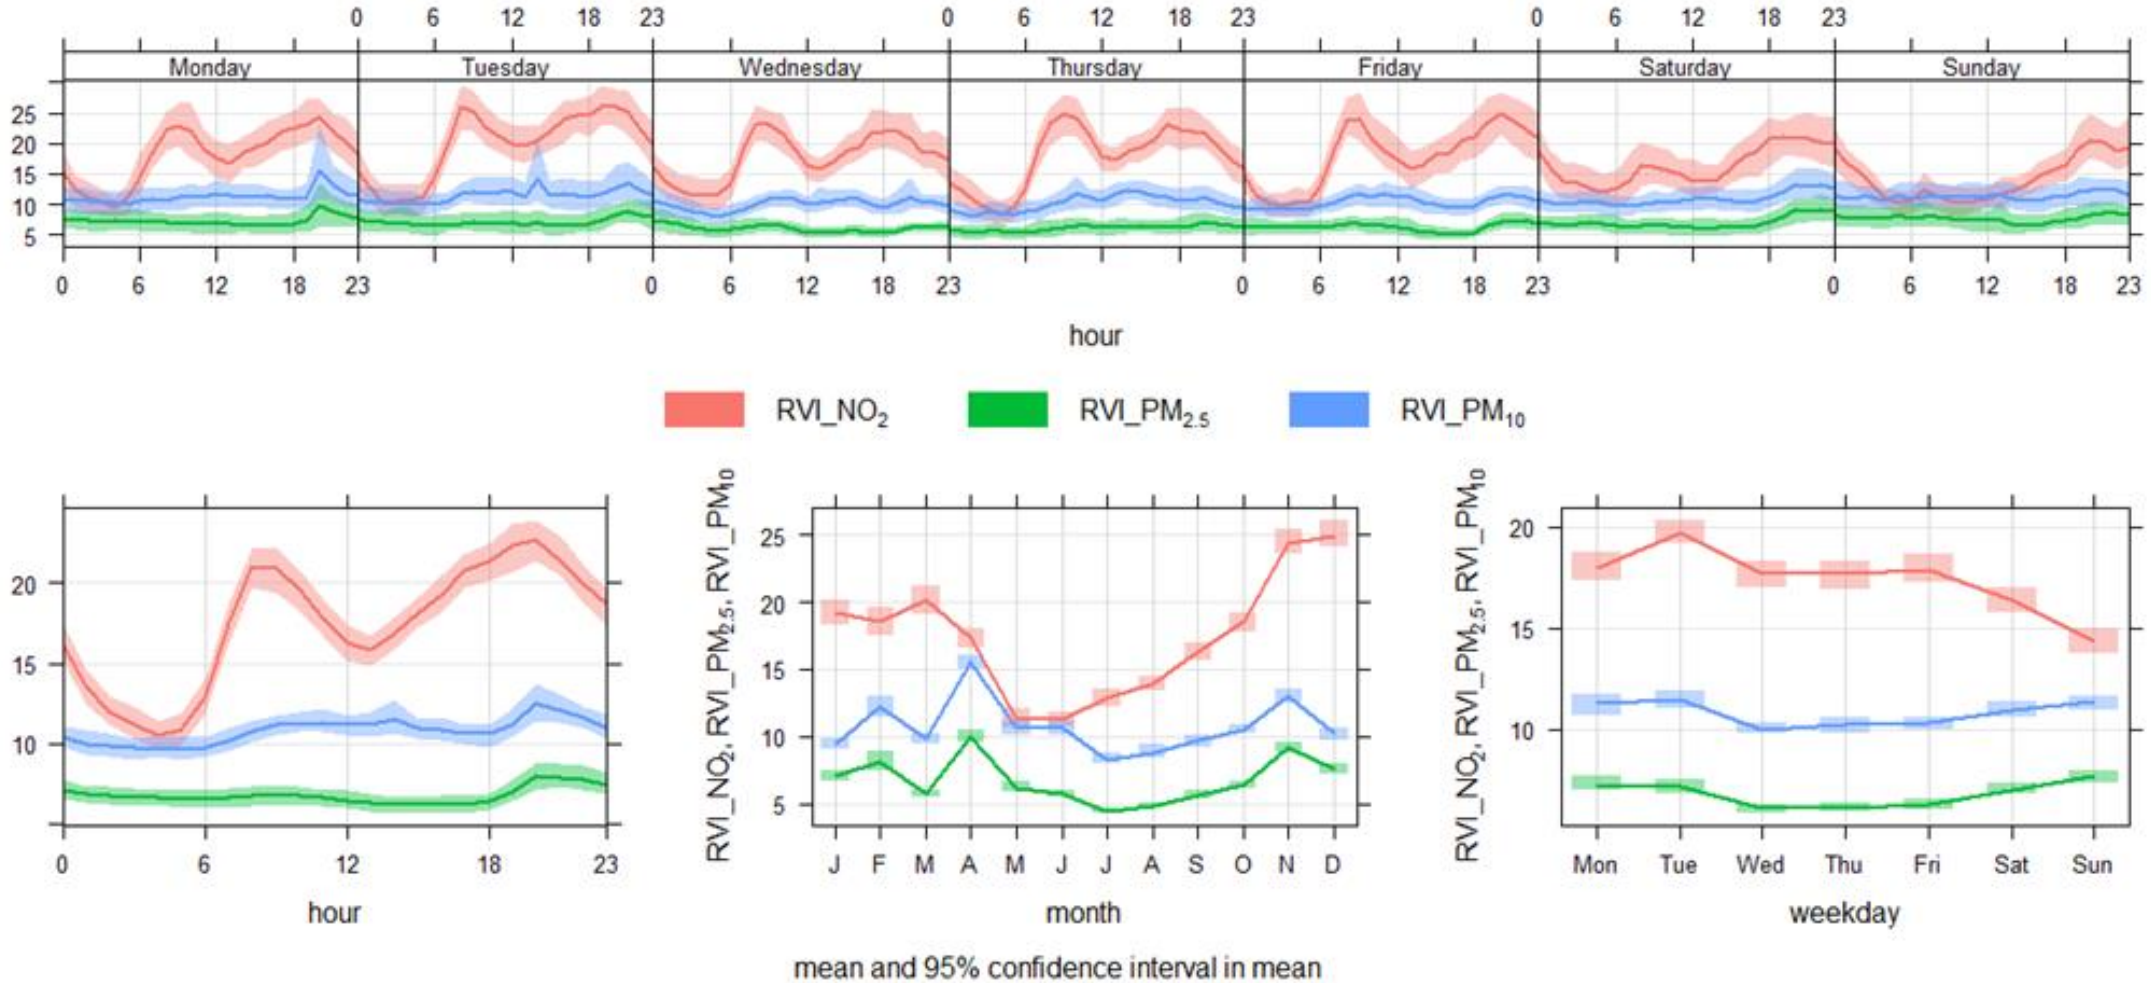 0 6 12 18 23 0 6 12 18 23 0 6 12 18 23
Monday Tuesday Wednesday Thursday Friday Saturday Sunday
25
20
15
10
5
0 6 12 18 23 0 6 12 18 23 0 6 12 18 23 0 6 12 18 23
hour
RVI_NO₂ RVI_PM₂.₅ RVI_PM₁₀
20
15
10
0 6 12 18 23
hour
RVI_NO₂, RVI_PM₂.₅, RVI_PM₁₀
25
20
15
10
5
J F M A M J J A S O N D
month
RVI_NO₂, RVI_PM₂.₅, RVI_PM₁₀
20
15
10
Mon Tue Wed Thu Fri Sat Sun
weekday
mean and 95% confidence interval in mean